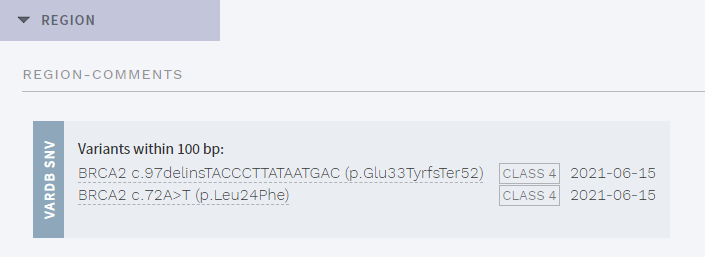 REGION
REGION-COMMENTS
VARDB SNV
Variants within 100 bp:
BRCA2 c.97delinsTACCCTTATAATGAC (p.Glu33TyrfsTer52) CLASS 4 2021-06-15
BRCA2 c.72A>T (p.Leu24Phe) CLASS 4 2021-06-15